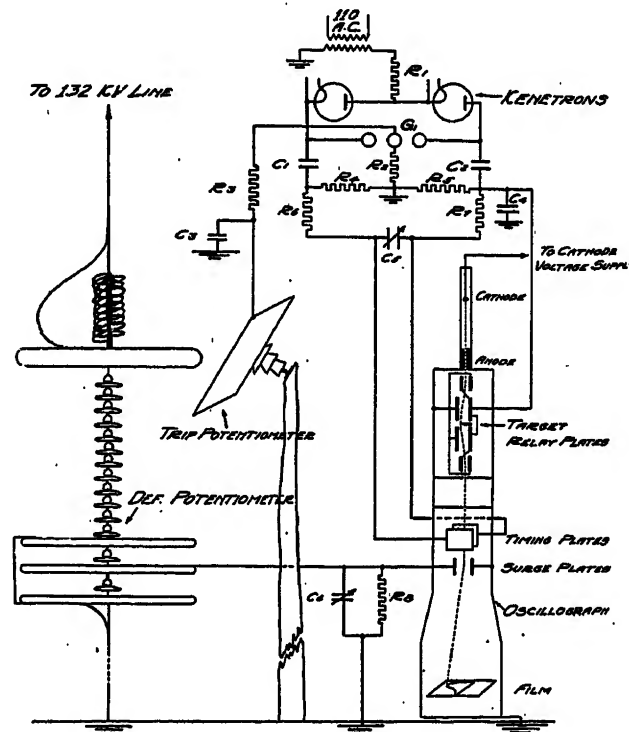 110
A.C.
TO 132 KV LINE
R1
KENETRONS
G1
C1
R2
C2
R3
R4
R5
R6
R7
C4
C3
C5
TO CATHODE
VOLTAGE SUPPLY
CATHODE
ANODE
TRIP POTENTIOMETER
TARGET
RELAY PLATES
DEF. POTENTIOMETER
TIMING PLATES
SURGE PLATES
C6
R8
OSCILLOGRAPH
FILM